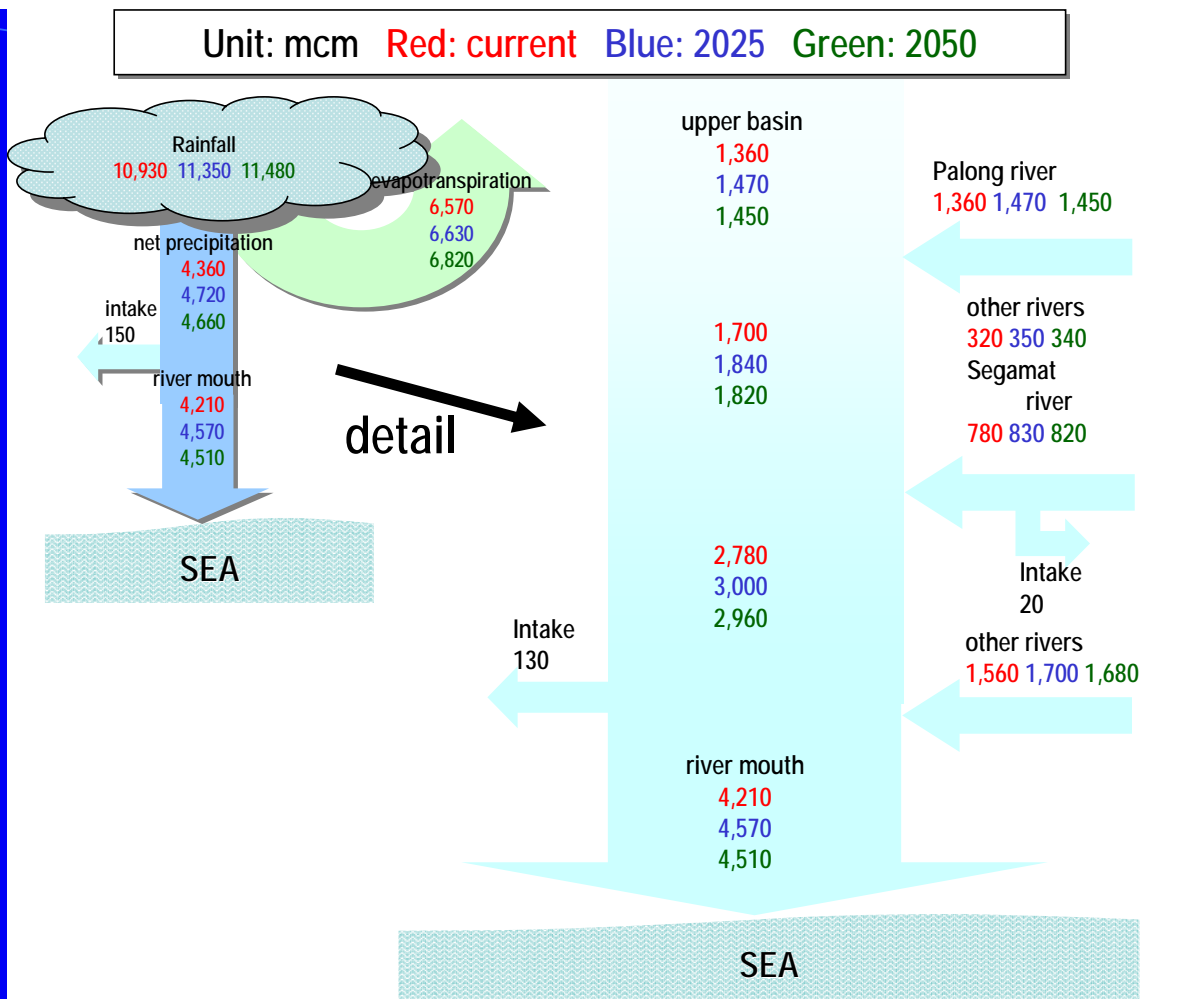 Unit: mcm Red: current Blue: 2025 Green: 2050
Rainfall
10,930 11,350 11,480
evapotranspiration
6,570
6,630
6,820
net precipitation
4,360
4,720
4,660
intake
150
river mouth
4,210
4,570
4,510
SEA
detail
upper basin
1,360
1,470
1,450
Palong river
1,360 1,470 1,450
1,700
1,840
1,820
other rivers
320 350 340
Segamat
river
780 830 820
2,780
3,000
2,960
Intake
20
Intake
130
other rivers
1,560 1,700 1,680
river mouth
4,210
4,570
4,510
SEA